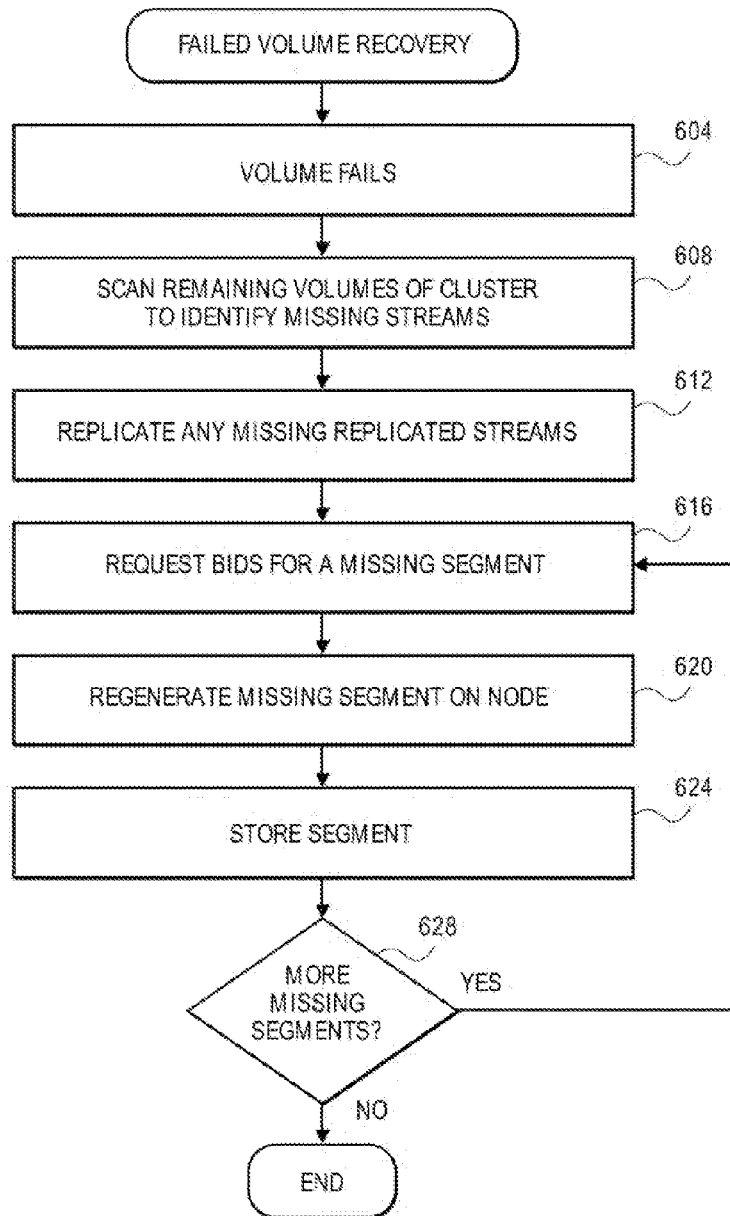 FAILED VOLUME RECOVERY
604
VOLUME FAILS
608
SCAN REMAINING VOLUMES OF CLUSTER
TO IDENTIFY MISSING STREAMS
612
REPLICATE ANY MISSING REPLICATED STREAMS
616
REQUEST BIDS FOR A MISSING SEGMENT
620
REGENERATE MISSING SEGMENT ON NODE
624
STORE SEGMENT
628
MORE
MISSING
SEGMENTS?
YES
NO
END